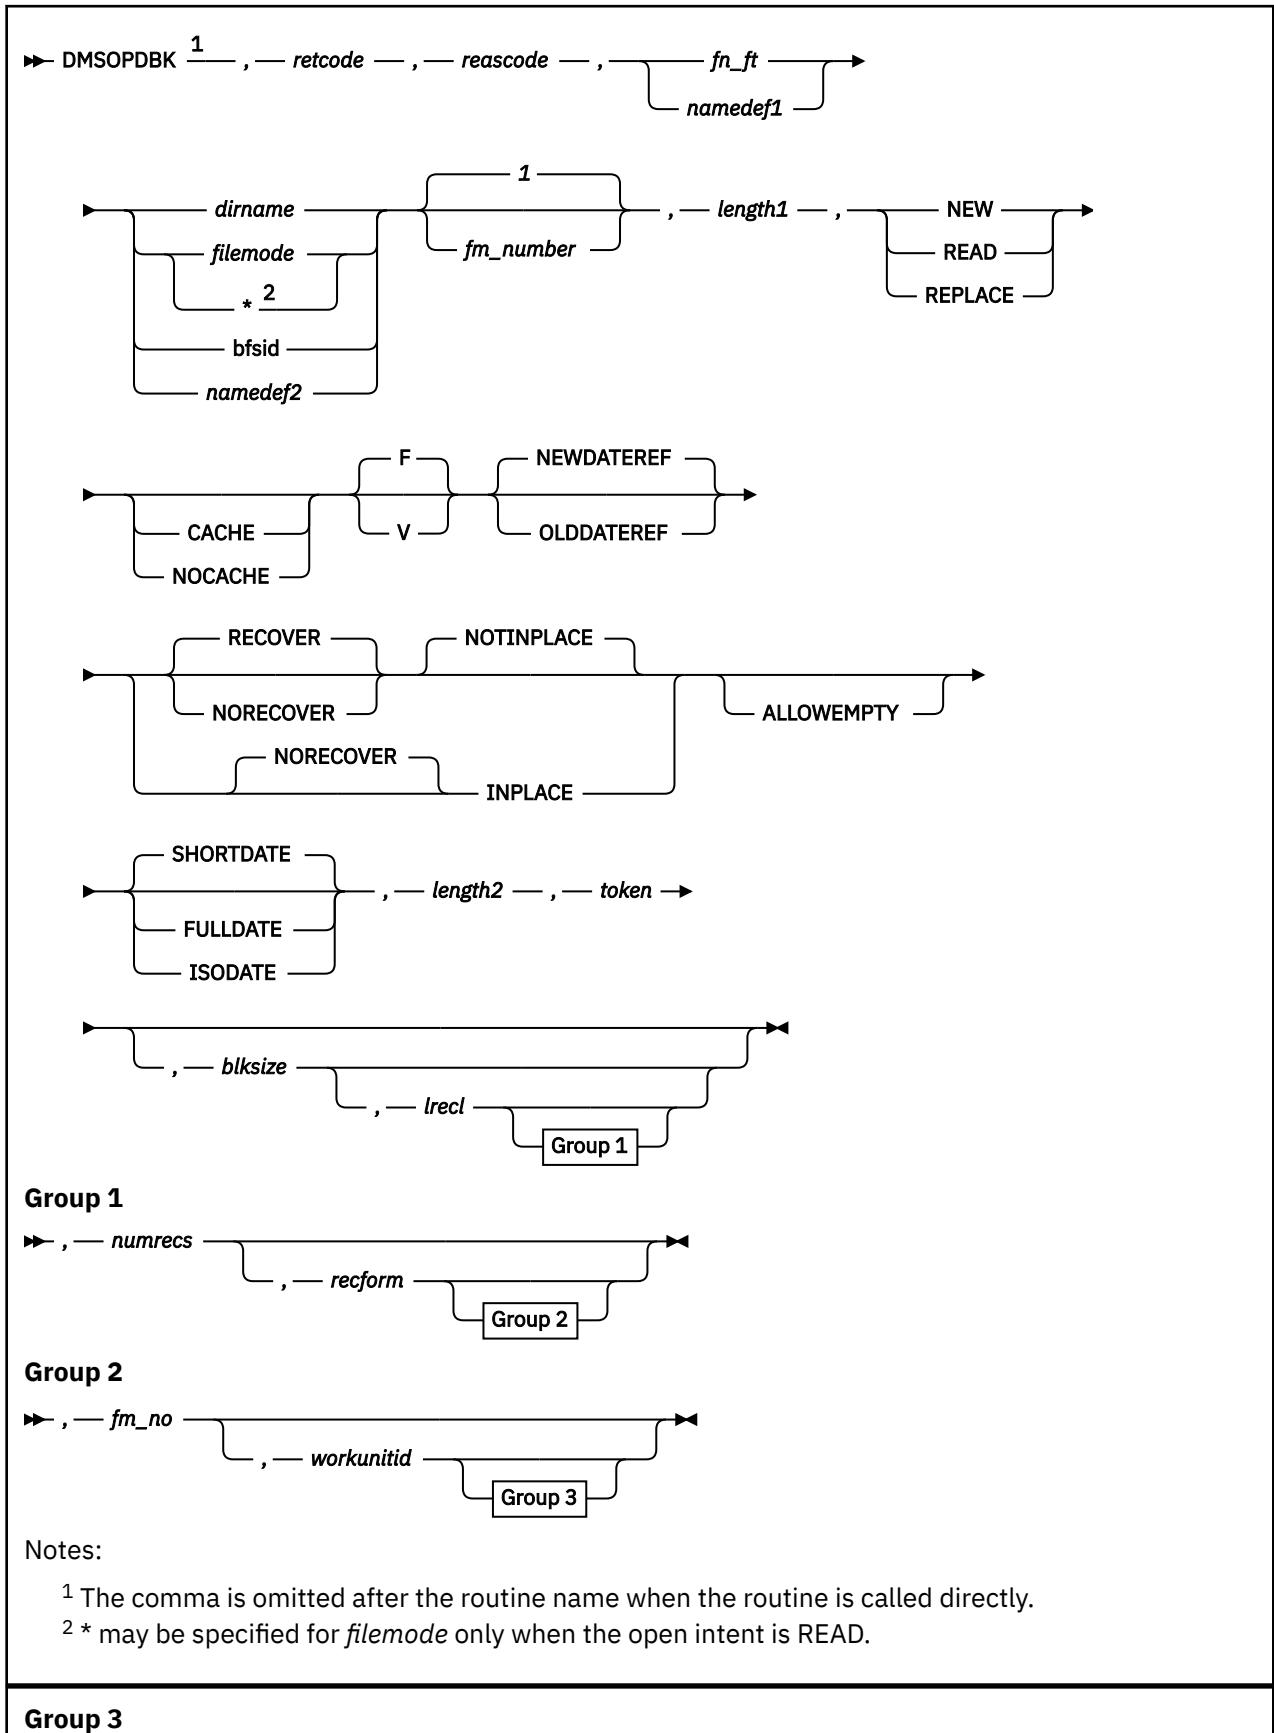 DMSOPDBK 1 , retcode , reascode , fn_ft
namedef1
1
dirname , length1 , NEW
filemode fm_number READ
* 2 REPLACE
bfsid
namedef2
F NEWDATEREF
CACHE V OLDDATEREF
NOCACHE
RECOVER NOTINPLACE
NORECOVER ALLOWEMPTY
NORECOVER
INPLACE
SHORTDATE
, length2 , token
FULLDATE
ISODATE
, blksize
, lrecl
Group 1
Group 1
, numrecs
, recform
Group 2
Group 2
, fm_no
, workunitid
Group 3
Notes:
1 The comma is omitted after the routine name when the routine is called directly.
2 * may be specified for filemode only when the open intent is READ.
Group 3